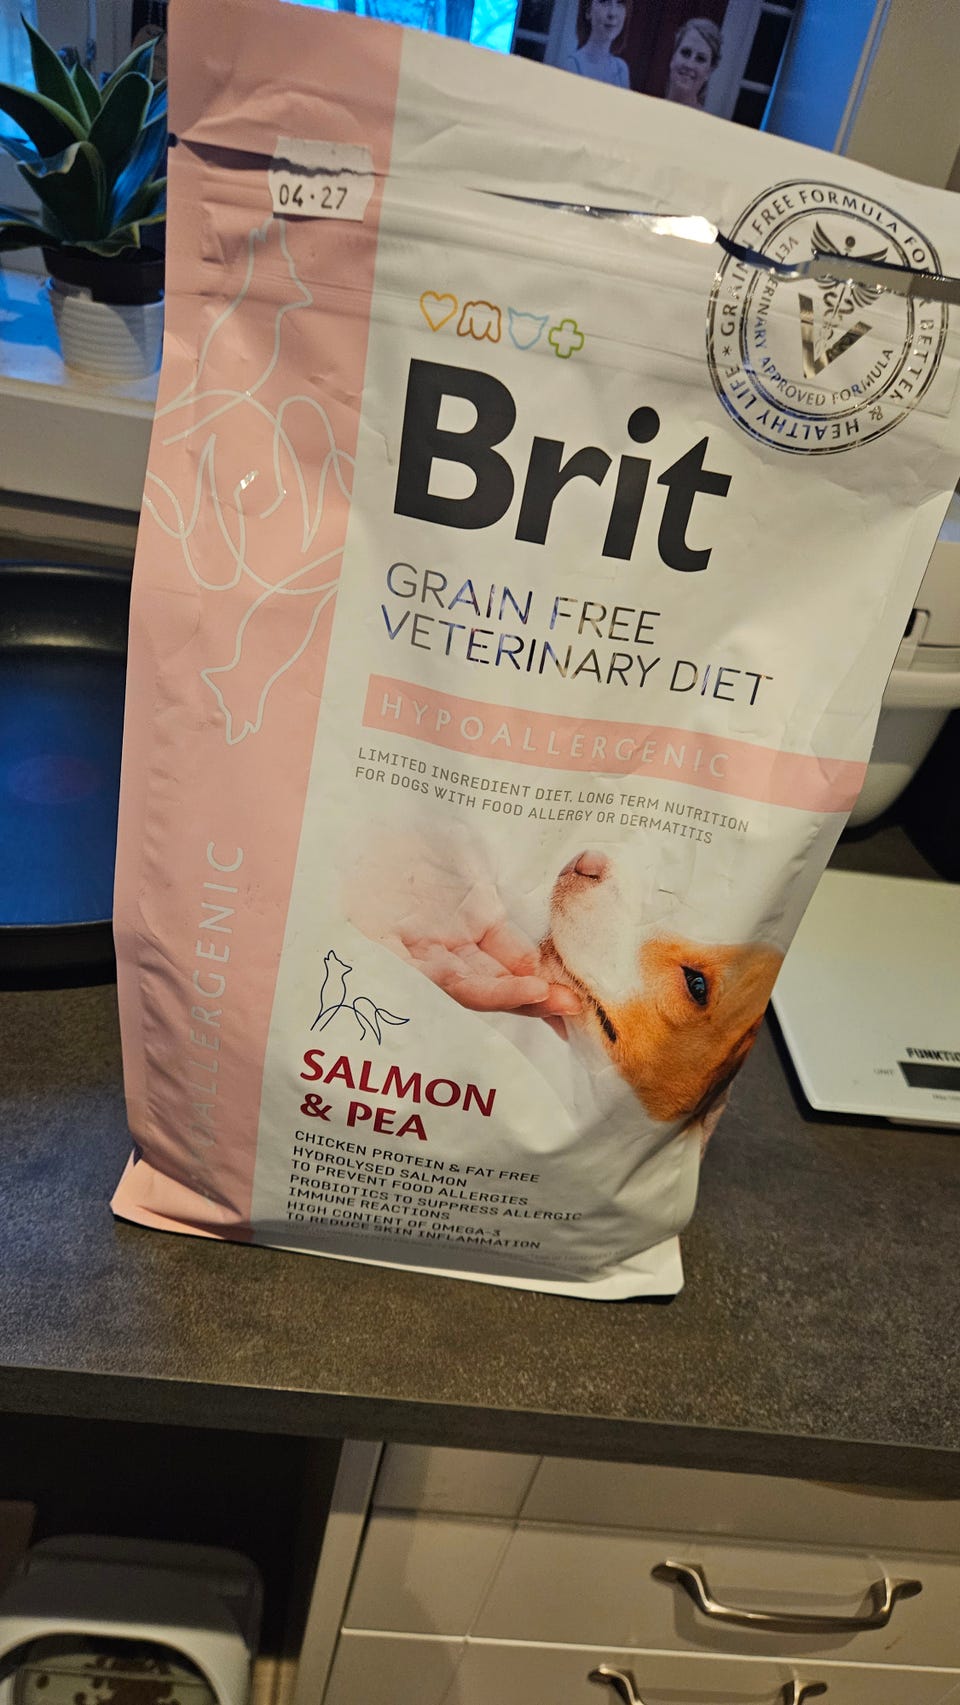 04·27
GRAIN FREE FORMULA FOR BETTER & HEALTHY LIFE *
VETERINARY APPROVED FORMULA
Brit
GRAIN FREE
VETERINARY DIET
HYPOALLERGENIC
LIMITED INGREDIENT DIET. LONG TERM NUTRITION
FOR DOGS WITH FOOD ALLERGY OR DERMATITIS
SALMON
& PEA
CHICKEN PROTEIN & FAT FREE
HYDROLYSED SALMON
TO PREVENT FOOD ALLERGIES
PROBIOTICS TO SUPPRESS ALLERGIC
IMMUNE REACTIONS
HIGH CONTENT OF OMEGA-3
TO REDUCE SKIN INFLAMMATION
UNIT